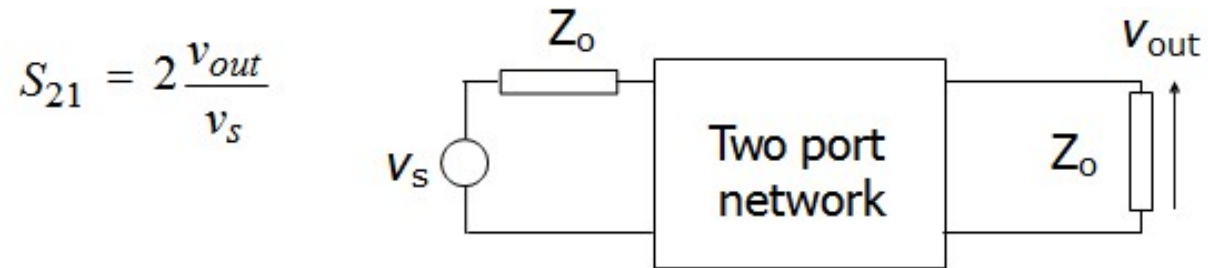 S21 = 2 vout / vs
Zo
vout
vs
Two port
network
Zo